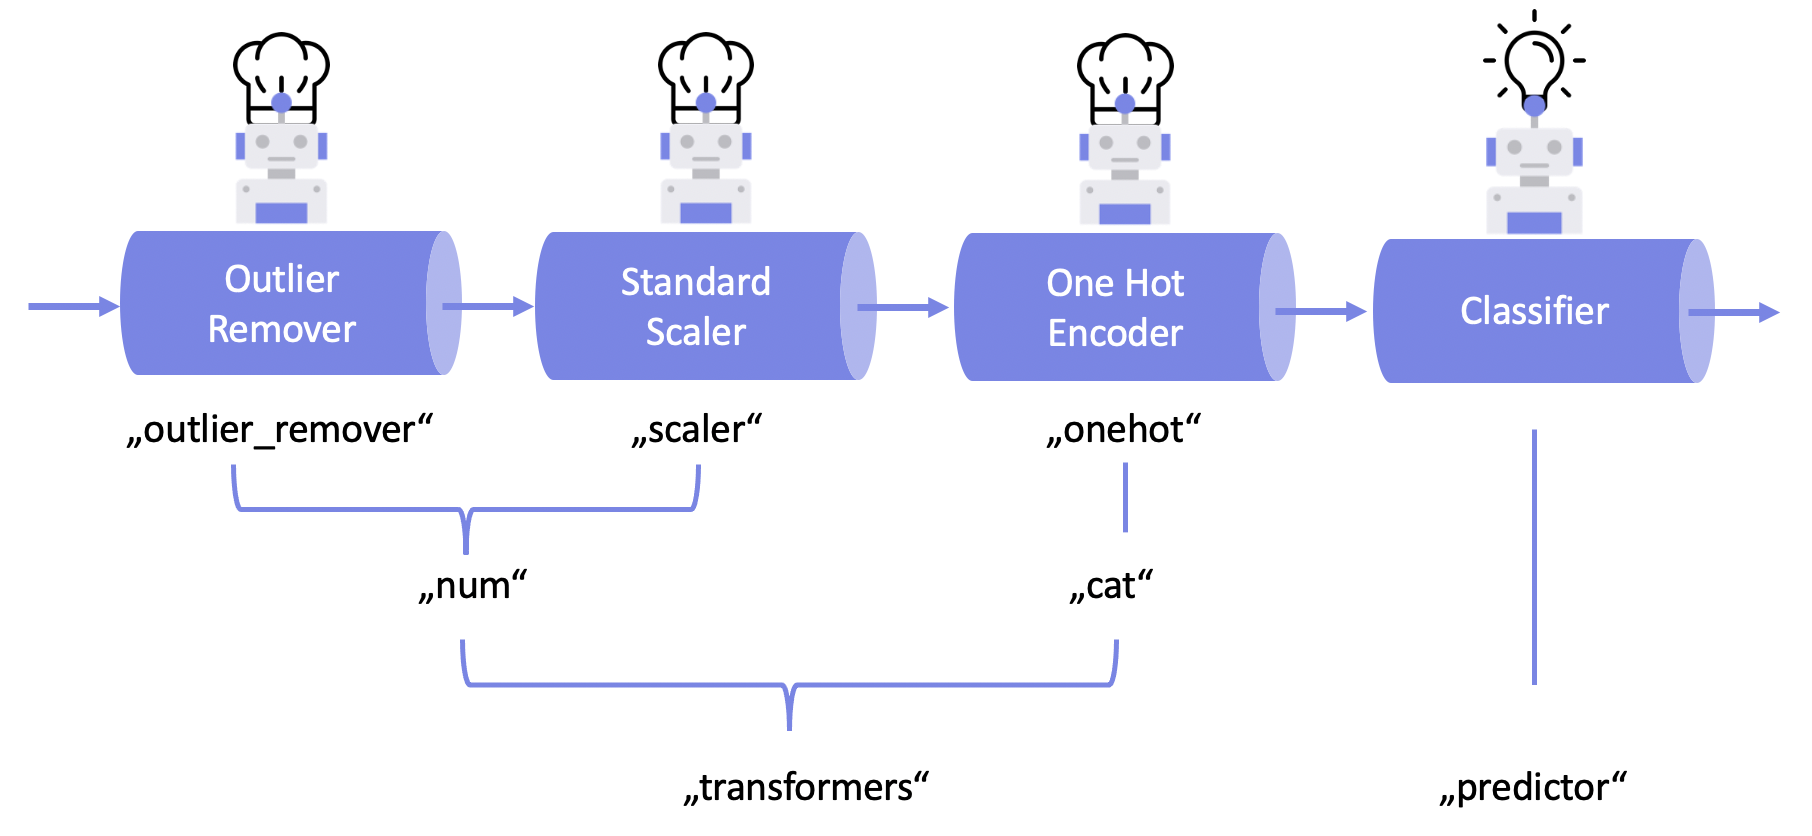 Outlier
Remover
Standard
Scaler
One Hot
Encoder
Classifier
„outlier_remover“
„scaler“
„onehot“
„num“
„cat“
„transformers“
„predictor“